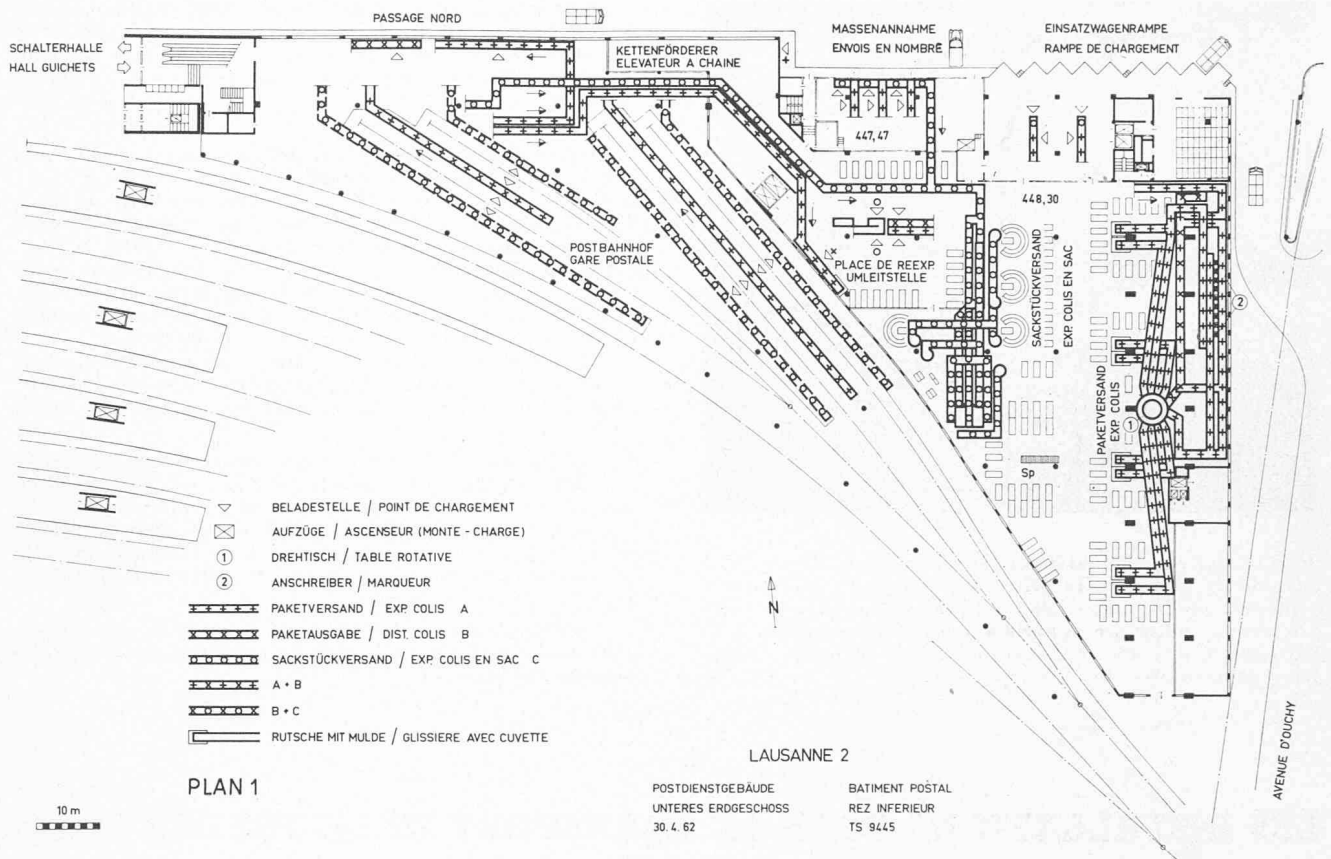 PASSAGE NORD
SCHALTERHALLE
HALL GUICHETS
KETTENFÖRDERER
ELEVATEUR A CHAINE
MASSENANNAHME
ENVOIS EN NOMBRE
EINSATZWAGENRAMPE
RAMPE DE CHARGEMENT
447,47
448,30
POSTBAHNHOF
GARE POSTALE
PLACE DE REEXP.
UMLEITSTELLE
SACKSTÜCKVERSAND
EXP. COLIS EN SAC
PAKETVERSAND
EXP. COLIS
2
1
Sp
▽ BELADESTELLE / POINT DE CHARGEMENT
AUFZÜGE / ASCENSEUR (MONTE - CHARGE)
1 DREHTISCH / TABLE ROTATIVE
2 ANSCHREIBER / MARQUEUR
PAKETVERSAND / EXP. COLIS A
PAKETAUSGABE / DIST. COLIS B
SACKSTÜCKVERSAND / EXP. COLIS EN SAC C
A + B
B + C
RUTSCHE MIT MULDE / GLISSIERE AVEC CUVETTE
N
PLAN 1
10 m
LAUSANNE 2
POSTDIENSTGEBÄUDE
UNTERES ERDGESCHOSS
30. 4. 62
BATIMENT POSTAL
REZ INFERIEUR
TS 9445
AVENUE D'OUCHY